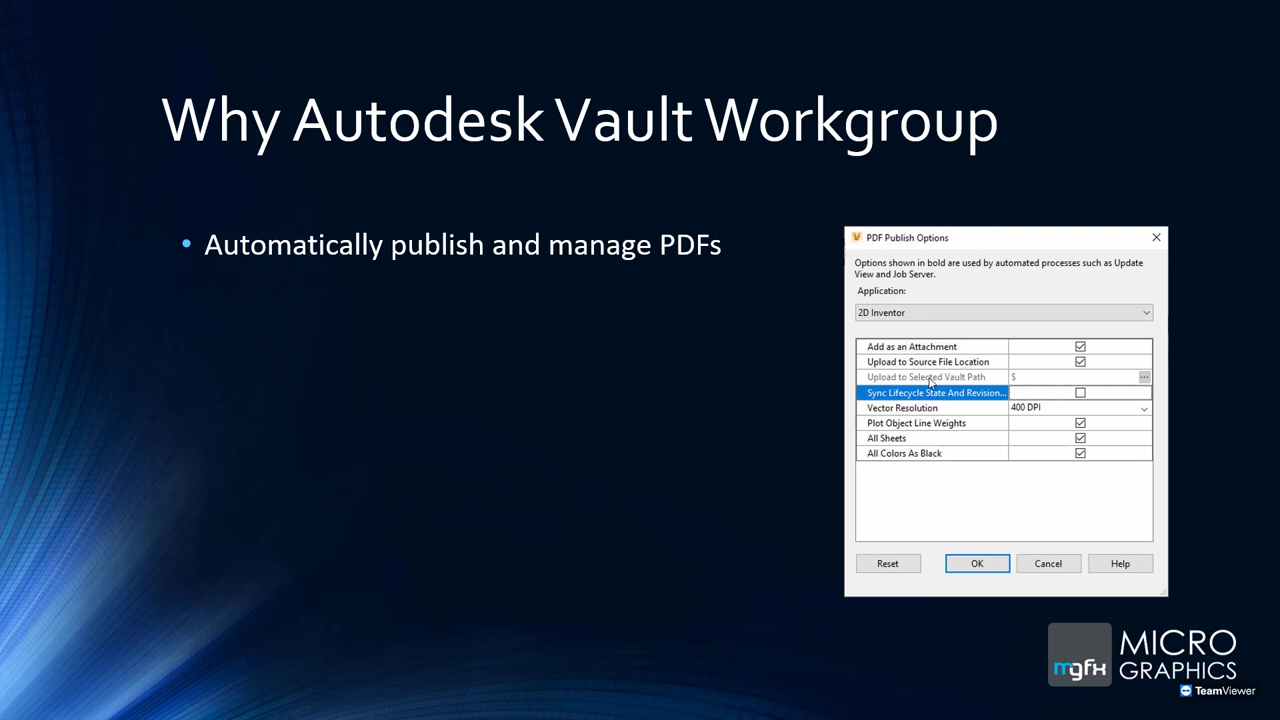 Why Autodesk Vault Workgroup
• Automatically publish and manage PDFs
PDF Publish Options
Options shown in bold are used by automated processes such as Update
View and Job Server.
Application:
2D Inventor
Add as an Attachment
Upload to Source File Location
Upload to Selected Vault Path $
Sync Lifecycle State And Revision...
Vector Resolution 400 DPI
Plot Object Line Weights
All Sheets
All Colors As Black
Reset OK Cancel Help
mgfx
MICRO
GRAPHICS
TeamViewer